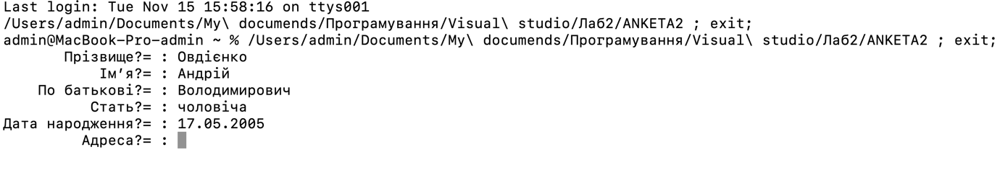 Last login: Tue Nov 15 15:58:16 on ttys001
/Users/admin/Documents/My\ documends/Програмування/Visual\ studio/Лаб2/ANKETA2 ; exit;
admin@MacBook-Pro-admin ~ % /Users/admin/Documents/My\ documends/Програмування/Visual\ studio/Лаб2/ANKETA2 ; exit;
Прізвище?= : Овдієнко
Ім’я?= : Андрій
По батькові?= : Володимирович
Стать?= : чоловіча
Дата народження?= : 17.05.2005
Адреса?= :